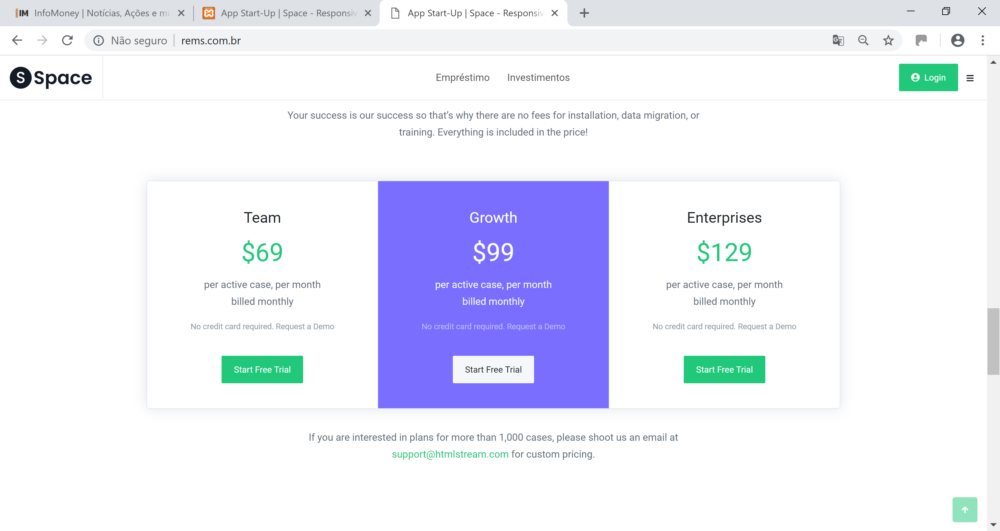 InfoMoney | Notícias, Ações e mu
App Start-Up | Space - Responsiv
App Start-Up | Space - Responsiv
Não seguro
rems.com.br
S Space
Empréstimo
Investimentos
Login
Your success is our success so that’s why there are no fees for installation, data migration, or
training. Everything is included in the price!
Team
$69
per active case, per month
billed monthly
No credit card required. Request a Demo
Start Free Trial
Growth
$99
per active case, per month
billed monthly
No credit card required. Request a Demo
Start Free Trial
Enterprises
$129
per active case, per month
billed monthly
No credit card required. Request a Demo
Start Free Trial
If you are interested in plans for more than 1,000 cases, please shoot us an email at
support@htmlstream.com for custom pricing.